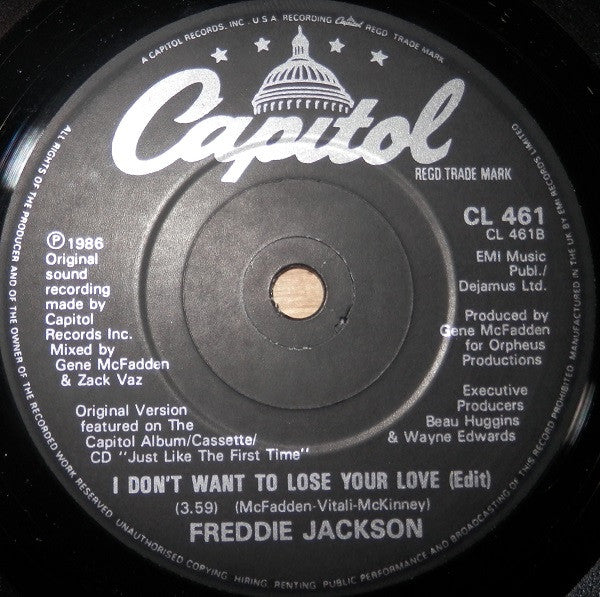 A CAPITOL RECORDS, INC. U.S.A. RECORDING
REGD TRADE MARK
Capitol
REGD TRADE MARK
CL 461
CL 461B
℗ 1986
Original
sound
recording
made by
Capitol
Records Inc.
Mixed by
Gene McFadden
& Zack Vaz
EMI Music
Publ./
Dejamus Ltd.
Produced by
Gene McFadden
for Orpheus
Productions
Executive
Producers
Beau Huggins
& Wayne Edwards
Original Version
featured on The
Capitol Album/Cassette/
CD "Just Like The First Time"
I DON'T WANT TO LOSE YOUR LOVE (Edit)
(3.59) (McFadden-Vitali-McKinney)
FREDDIE JACKSON
ALL RIGHTS OF THE PRODUCER AND OF THE OWNER OF THE RECORDED WORK RESERVED. UNAUTHORISED COPYING, HIRING, RENTING, PUBLIC PERFORMANCE AND BROADCASTING OF THIS RECORD PROHIBITED. MANUFACTURED IN THE UK BY EMI RECORDS LIMITED